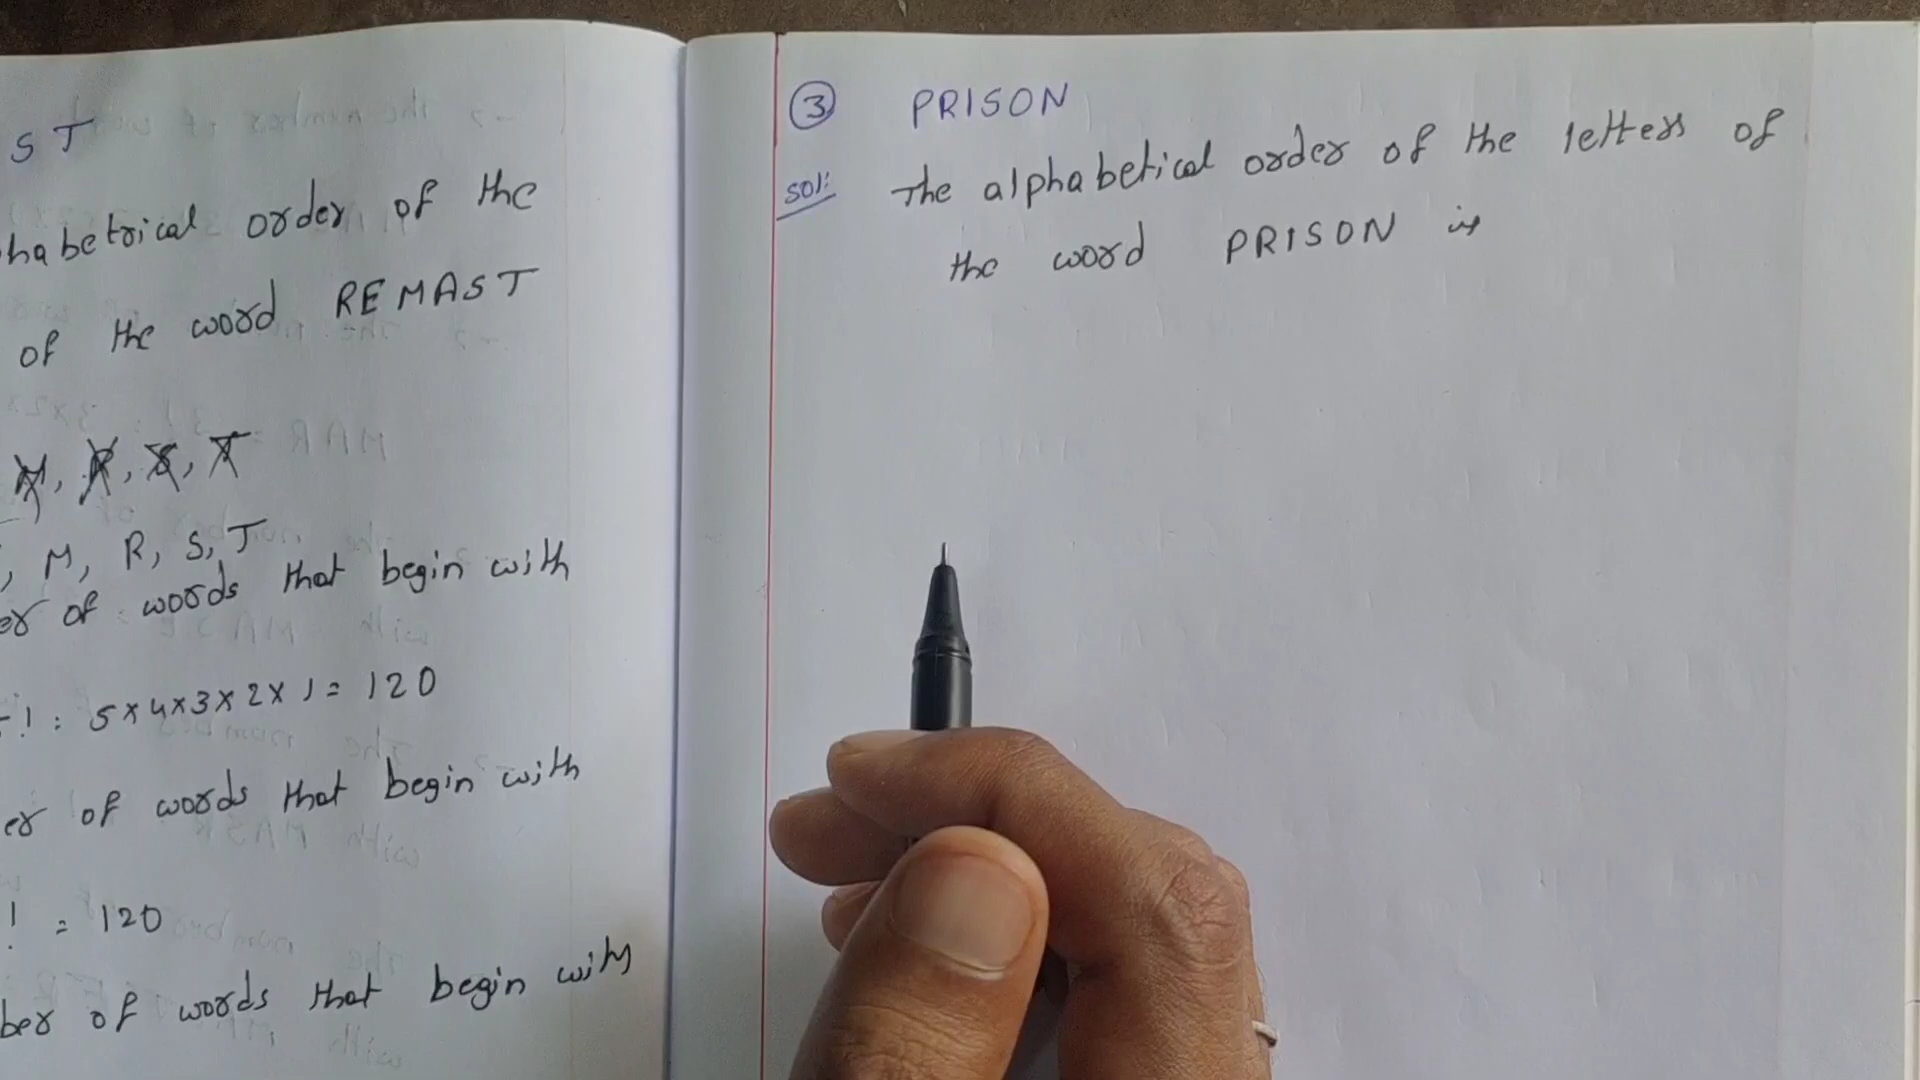 S T
habetrical order of the
of the word REMAST
M, R, S, T
, M, R, S, T
er of words that begin with
! : 5 x 4 x 3 x 2 x 1 = 120
er of words that begin with
! = 120
ber of words that begin with
3 PRISON
sol: The alphabetical order of the letters of
the word PRISON is